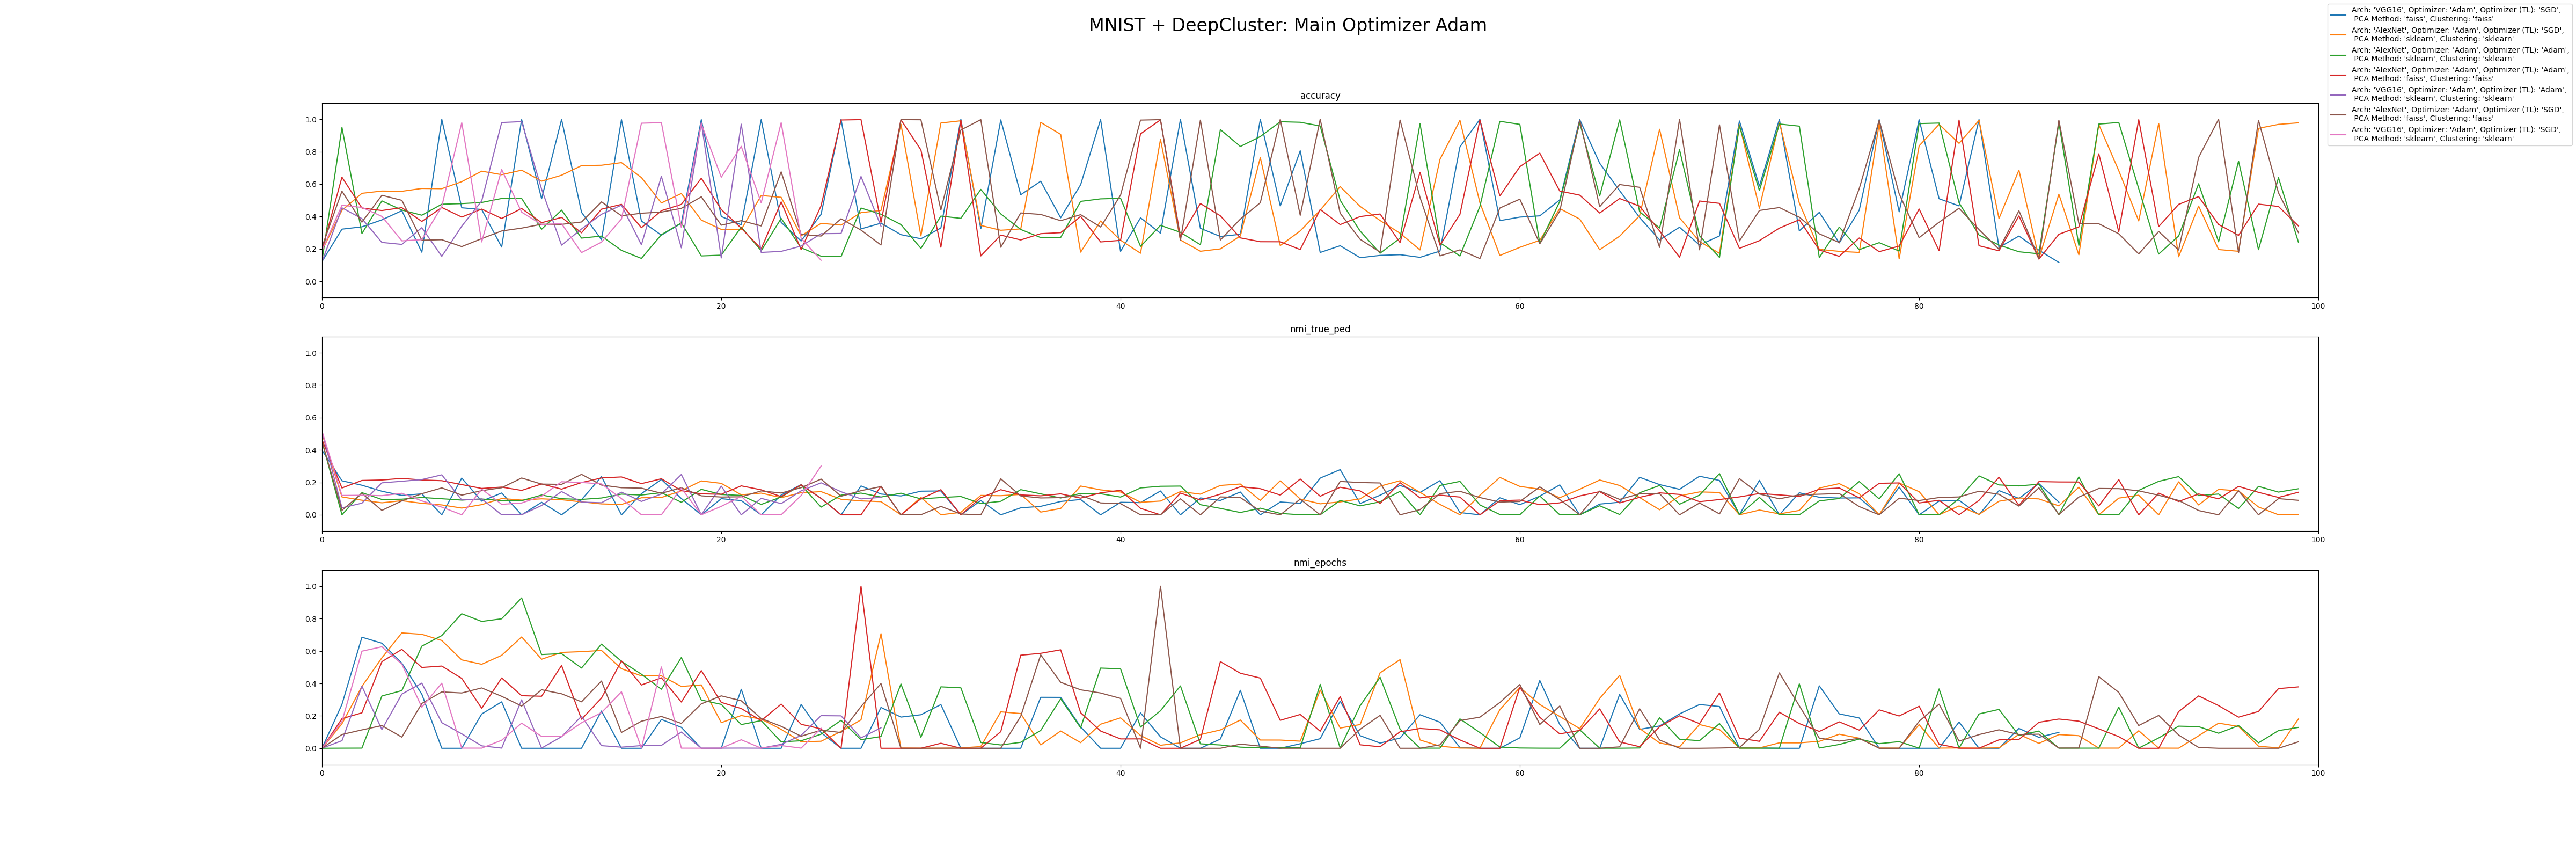 MNIST + DeepCluster: Main Optimizer Adam
Arch: 'VGG16', Optimizer: 'Adam', Optimizer (TL): 'SGD',
PCA Method: 'faiss', Clustering: 'faiss'
Arch: 'AlexNet', Optimizer: 'Adam', Optimizer (TL): 'SGD',
PCA Method: 'sklearn', Clustering: 'sklearn'
Arch: 'AlexNet', Optimizer: 'Adam', Optimizer (TL): 'Adam',
PCA Method: 'sklearn', Clustering: 'sklearn'
Arch: 'AlexNet', Optimizer: 'Adam', Optimizer (TL): 'Adam',
PCA Method: 'faiss', Clustering: 'faiss'
Arch: 'VGG16', Optimizer: 'Adam', Optimizer (TL): 'Adam',
PCA Method: 'sklearn', Clustering: 'sklearn'
Arch: 'AlexNet', Optimizer: 'Adam', Optimizer (TL): 'SGD',
PCA Method: 'faiss', Clustering: 'faiss'
Arch: 'VGG16', Optimizer: 'Adam', Optimizer (TL): 'SGD',
PCA Method: 'sklearn', Clustering: 'sklearn'
accuracy
1.0
0.8
0.6
0.4
0.2
0.0
0 20 40 60 80 100
nmi_true_ped
1.0
0.8
0.6
0.4
0.2
0.0
0 20 40 60 80 100
nmi_epochs
1.0
0.8
0.6
0.4
0.2
0.0
0 20 40 60 80 100